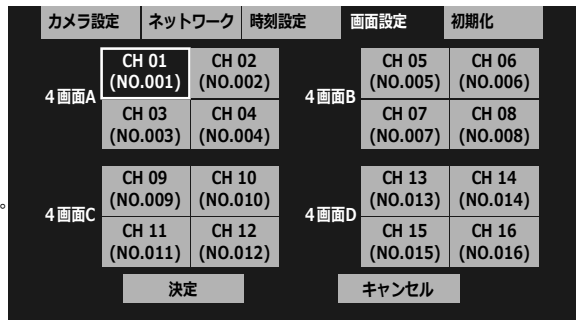 カメラ設定 ネットワーク 時刻設定 画面設定 初期化
4画面A
CH 01
(NO.001)
CH 02
(NO.002)
CH 03
(NO.003)
CH 04
(NO.004)
4画面B
CH 05
(NO.005)
CH 06
(NO.006)
CH 07
(NO.007)
CH 08
(NO.008)
。
4画面C
CH 09
(NO.009)
CH 10
(NO.010)
CH 11
(NO.011)
CH 12
(NO.012)
4画面D
CH 13
(NO.013)
CH 14
(NO.014)
CH 15
(NO.015)
CH 16
(NO.016)
決定 キャンセル